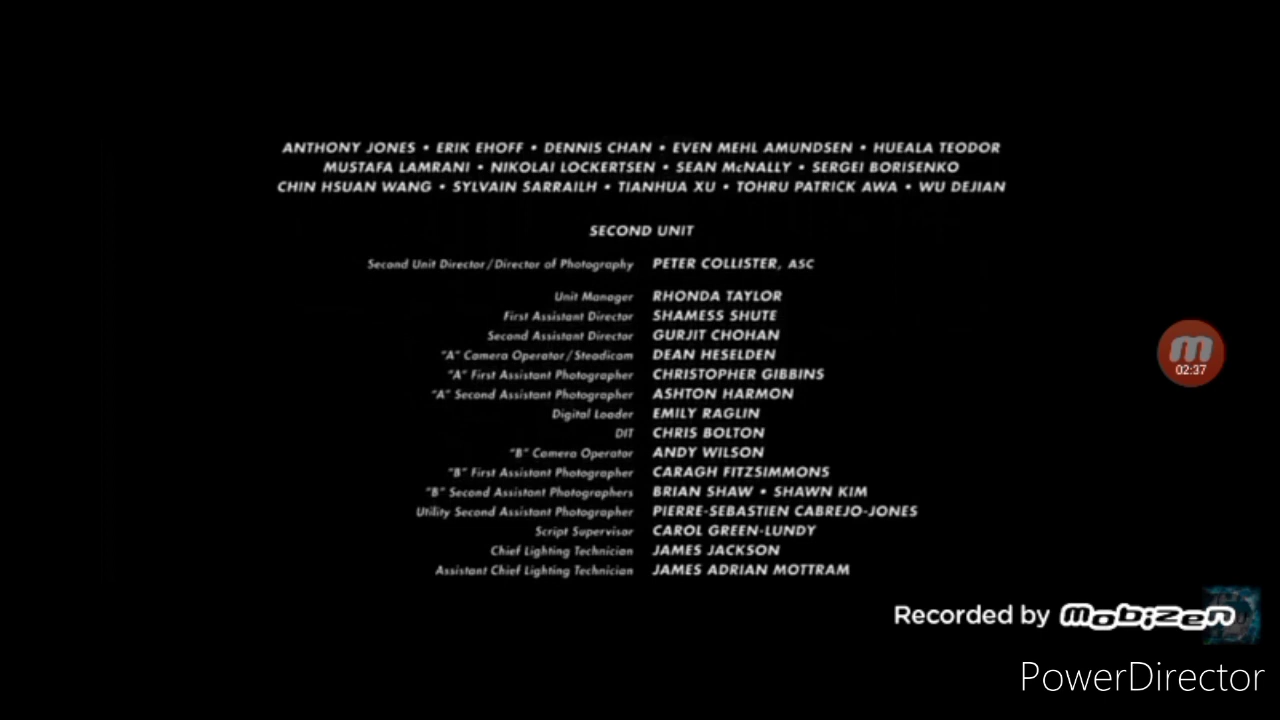 ANTHONY JONES • ERIK EHOFF • DENNIS CHAN • EVEN MEHL AMUNDSEN • HUEALA TEODOR
MUSTAFA LAMRANI • NIKOLAI LOCKERTSEN • SEAN McNALLY • SERGEI BORISENKO
CHIN HSUAN WANG • SYLVAIN SARRAILH • TIANHUA XU • TOHRU PATRICK AWA • WU DEJIAN
SECOND UNIT
Second Unit Director/Director of Photography PETER COLLISTER, ASC
Unit Manager RHONDA TAYLOR
First Assistant Director SHAMESS SHUTE
Second Assistant Director GURJIT CHOHAN
"A" Camera Operator/Steadicam DEAN HESELDEN
"A" First Assistant Photographer CHRISTOPHER GIBBINS
"A" Second Assistant Photographer ASHTON HARMON
Digital Loader EMILY RAGLIN
DIT CHRIS BOLTON
"B" Camera Operator ANDY WILSON
"B" First Assistant Photographer CARAGH FITZSIMMONS
"B" Second Assistant Photographers BRIAN SHAW • SHAWN KIM
Utility Second Assistant Photographer PIERRE-SEBASTIEN CABREJO-JONES
Script Supervisor CAROL GREEN-LUNDY
Chief Lighting Technician JAMES JACKSON
Assistant Chief Lighting Technician JAMES ADRIAN MOTTRAM
02:37
Recorded by mobizen
PowerDirector